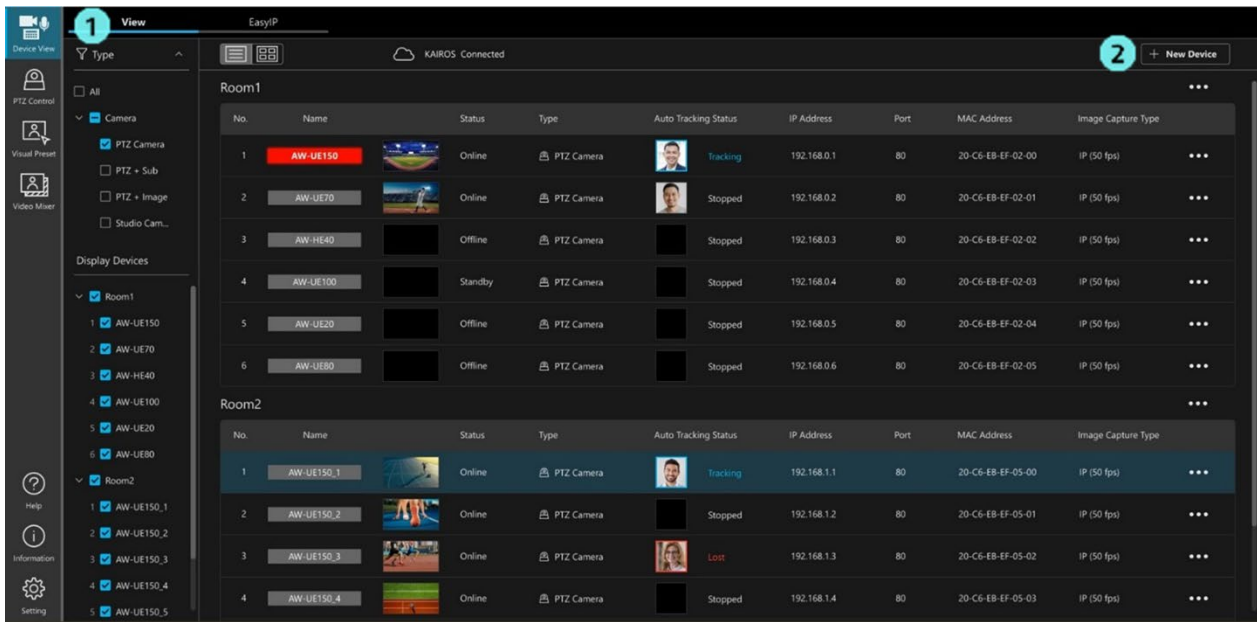 1 View EasyIP
Device View
Type
KAIROS Connected
2 + New Device
PTZ Control
Visual Preset
Video Mixer
All
Camera
PTZ Camera
PTZ + Sub
PTZ + Image
Studio Cam...
Display Devices
Room1
1 AW-UE150
2 AW-UE70
3 AW-HE40
4 AW-UE100
5 AW-UE20
6 AW-UE80
Room2
1 AW-UE150_1
2 AW-UE150_2
3 AW-UE150_3
4 AW-UE150_4
5 AW-UE150_5
Help
Information
Setting
Room1
No. Name Status Type Auto Tracking Status IP Address Port MAC Address Image Capture Type
1 AW-UE150 Online PTZ Camera Tracking 192.168.0.1 80 20-C6-EB-EF-02-00 IP (50 fps)
2 AW-UE70 Online PTZ Camera Stopped 192.168.0.2 80 20-C6-EB-EF-02-01 IP (50 fps)
3 AW-HE40 Offline PTZ Camera Stopped 192.168.0.3 80 20-C6-EB-EF-02-02 IP (50 fps)
4 AW-UE100 Standby PTZ Camera Stopped 192.168.0.4 80 20-C6-EB-EF-02-03 IP (50 fps)
5 AW-UE20 Offline PTZ Camera Stopped 192.168.0.5 80 20-C6-EB-EF-02-04 IP (50 fps)
6 AW-UE80 Offline PTZ Camera Stopped 192.168.0.6 80 20-C6-EB-EF-02-05 IP (50 fps)
Room2
No. Name Status Type Auto Tracking Status IP Address Port MAC Address Image Capture Type
1 AW-UE150_1 Online PTZ Camera Tracking 192.168.1.1 80 20-C6-EB-EF-05-00 IP (50 fps)
2 AW-UE150_2 Online PTZ Camera Stopped 192.168.1.2 80 20-C6-EB-EF-05-01 IP (50 fps)
3 AW-UE150_3 Online PTZ Camera Lost 192.168.1.3 80 20-C6-EB-EF-05-02 IP (50 fps)
4 AW-UE150_4 Online PTZ Camera Stopped 192.168.1.4 80 20-C6-EB-EF-05-03 IP (50 fps)